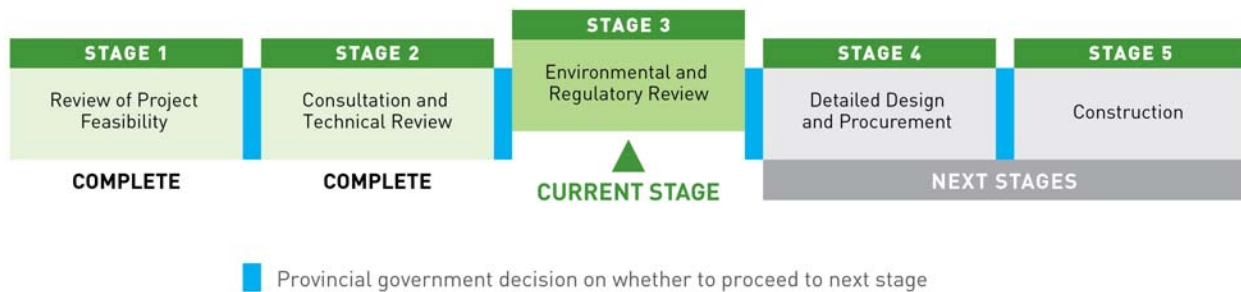 STAGE 1
Review of Project
Feasibility
COMPLETE
STAGE 2
Consultation and
Technical Review
COMPLETE
STAGE 3
Environmental and
Regulatory Review
CURRENT STAGE
STAGE 4
Detailed Design
and Procurement
STAGE 5
Construction
NEXT STAGES
Provincial government decision on whether to proceed to next stage